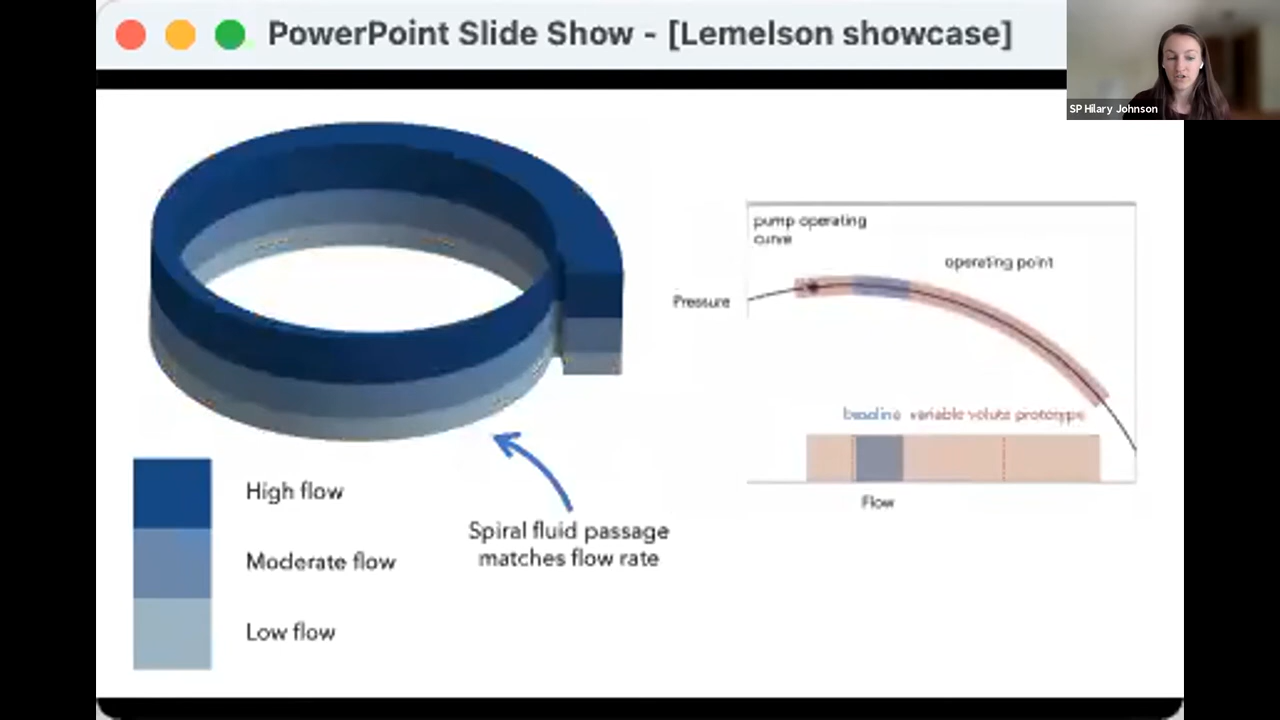 PowerPoint Slide Show - [Lemelson showcase]
SP Hilary Johnson
pump operating
curve
operating point
Pressure
baseline variable volute prototype
Flow
High flow
Moderate flow
Low flow
Spiral fluid passage
matches flow rate